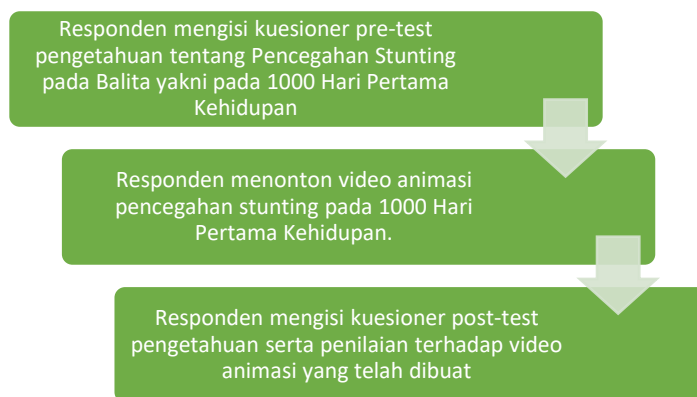 Responden mengisi kuesioner pre-test
pengetahuan tentang Pencegahan Stunting
pada Balita yakni pada 1000 Hari Pertama
Kehidupan
Responden menonton video animasi
pencegahan stunting pada 1000 Hari
Pertama Kehidupan.
Responden mengisi kuesioner post-test
pengetahuan serta penilaian terhadap video
animasi yang telah dibuat